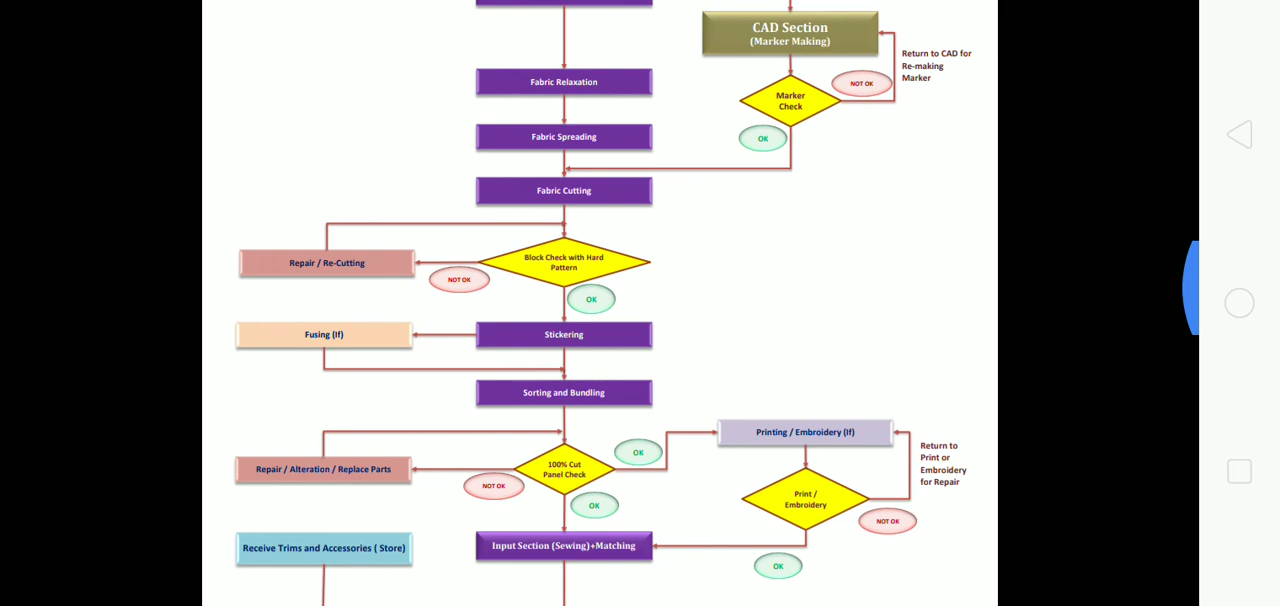 CAD Section
(Marker Making)
Return to CAD for
Re-making
Marker
Fabric Relaxation
NOT OK
Marker
Check
Fabric Spreading
OK
Fabric Cutting
Repair / Re-Cutting
Block Check with Hard
Pattern
NOT OK
OK
Fusing (If)
Stickering
Sorting and Bundling
Printing / Embroidery (If)
Return to
Print or
Embroidery
for Repair
OK
Repair / Alteration / Replace Parts
100% Cut
Panel Check
NOT OK
Print /
Embroidery
OK
NOT OK
Receive Trims and Accessories ( Store)
Input Section (Sewing)+Matching
OK